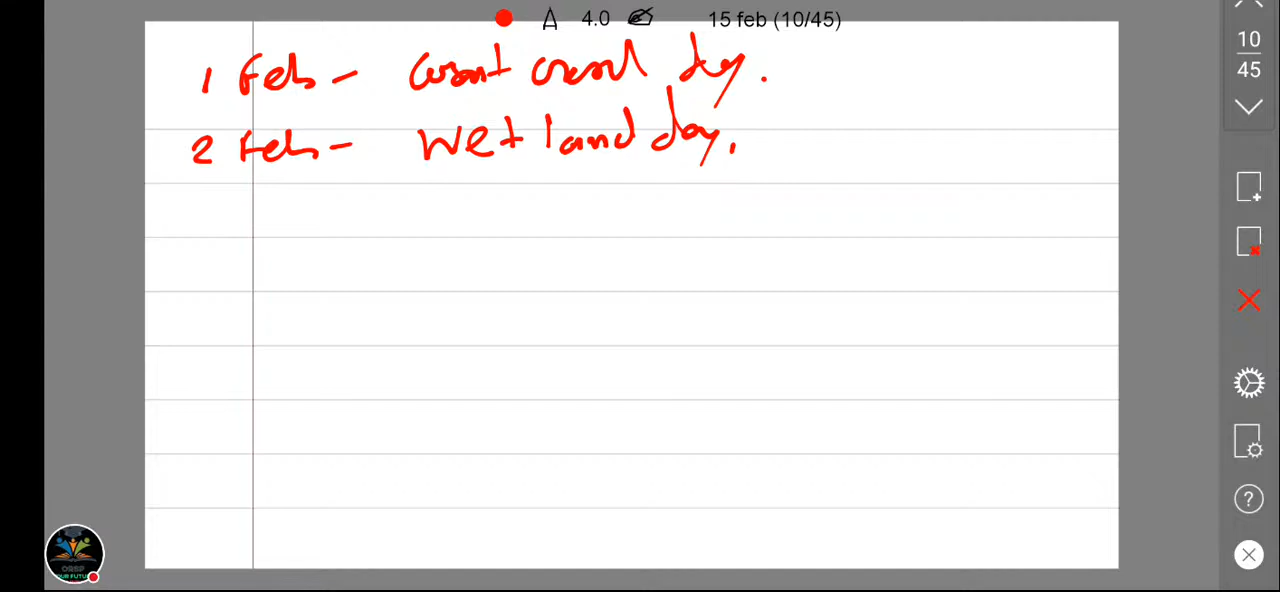 4.0 15 feb (10/45)
1 Feb - Coast Guard day.
2 Feb - Wet land day.
10
45
?